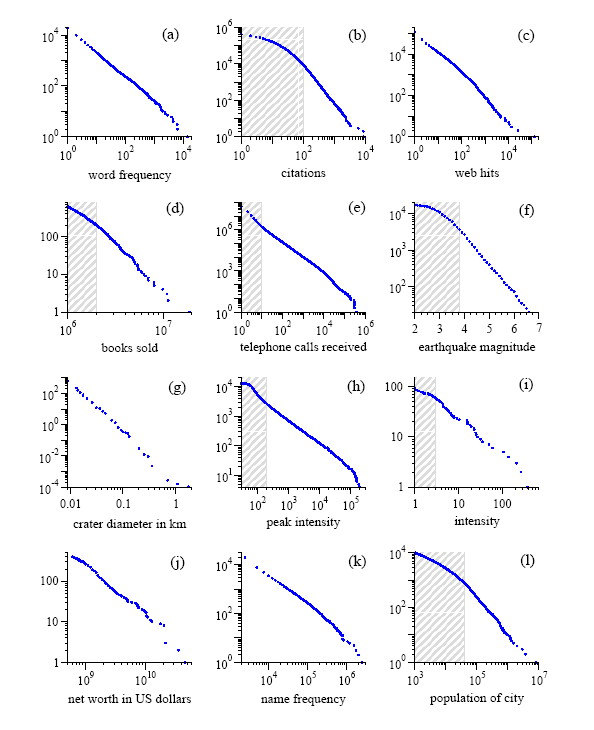 (a) (b) (c)
10^4 10^2 10^0
10^6 10^4 10^2 10^0
10^4 10^2 10^0
10^0 10^2 10^4
10^0 10^2 10^4
10^0 10^2 10^4
word frequency citations web hits
(d) (e) (f)
100 10 1
10^6 10^3 10^0
10^4 10^3 10^2
10^6 10^7
10^0 10^2 10^4 10^6
2 3 4 5 6 7
books sold telephone calls received earthquake magnitude
(g) (h) (i)
10^2 10^0 10^-2 10^-4
10^4 10^3 10^2 10^1
100 10 1
0.01 0.1 1
10^2 10^3 10^4 10^5
1 10 100
crater diameter in km peak intensity intensity
(j) (k) (l)
100 10 1
10^4 10^2 10^0
10^4 10^2 10^0
10^9 10^10
10^4 10^5 10^6
10^3 10^5 10^7
net worth in US dollars name frequency population of city